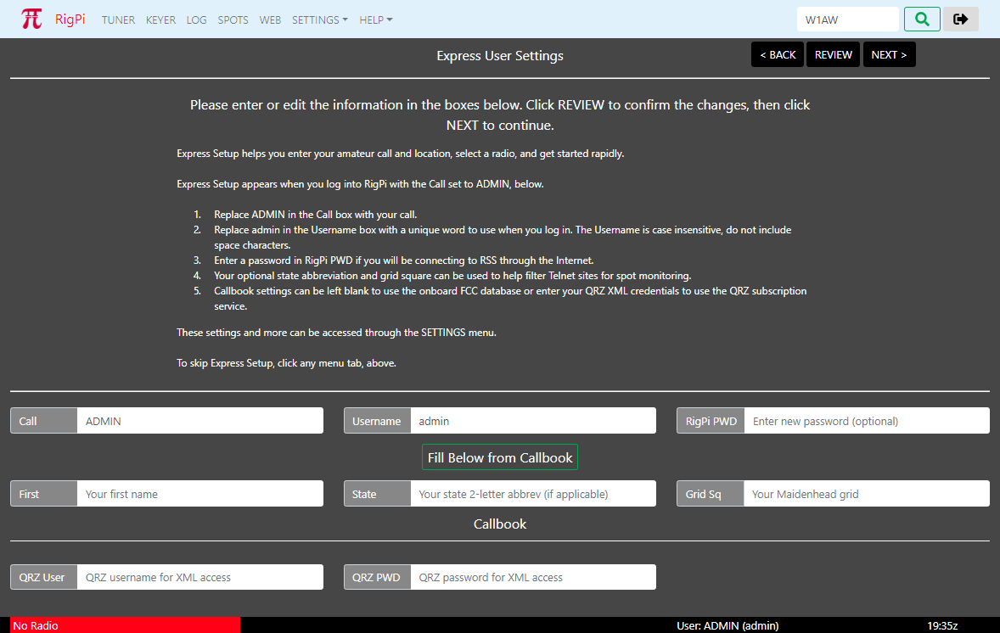 RigPi TUNER KEYER LOG SPOTS WEB SETTINGS HELP W1AW
Express User Settings < BACK REVIEW NEXT >
Please enter or edit the information in the boxes below. Click REVIEW to confirm the changes, then click
NEXT to continue.
Express Setup helps you enter your amateur call and location, select a radio, and get started rapidly.
Express Setup appears when you log into RigPi with the Call set to ADMIN, below.
1. Replace ADMIN in the Call box with your call.
2. Replace admin in the Username box with a unique word to use when you log in. The Username is case insensitive, do not include
space characters.
3. Enter a password in RigPi PWD if you will be connecting to RSS through the Internet.
4. Your optional state abbreviation and grid square can be used to help filter Telnet sites for spot monitoring.
5. Callbook settings can be left blank to use the onboard FCC database or enter your QRZ XML credentials to use the QRZ subscription
service.
These settings and more can be accessed through the SETTINGS menu.
To skip Express Setup, click any menu tab, above.
Call ADMIN Username admin RigPi PWD Enter new password (optional)
Fill Below from Callbook
First Your first name State Your state 2-letter abbrev (if applicable) Grid Sq Your Maidenhead grid
Callbook
QRZ User QRZ username for XML access QRZ PWD QRZ password for XML access
No Radio User: ADMIN (admin) 19:35z